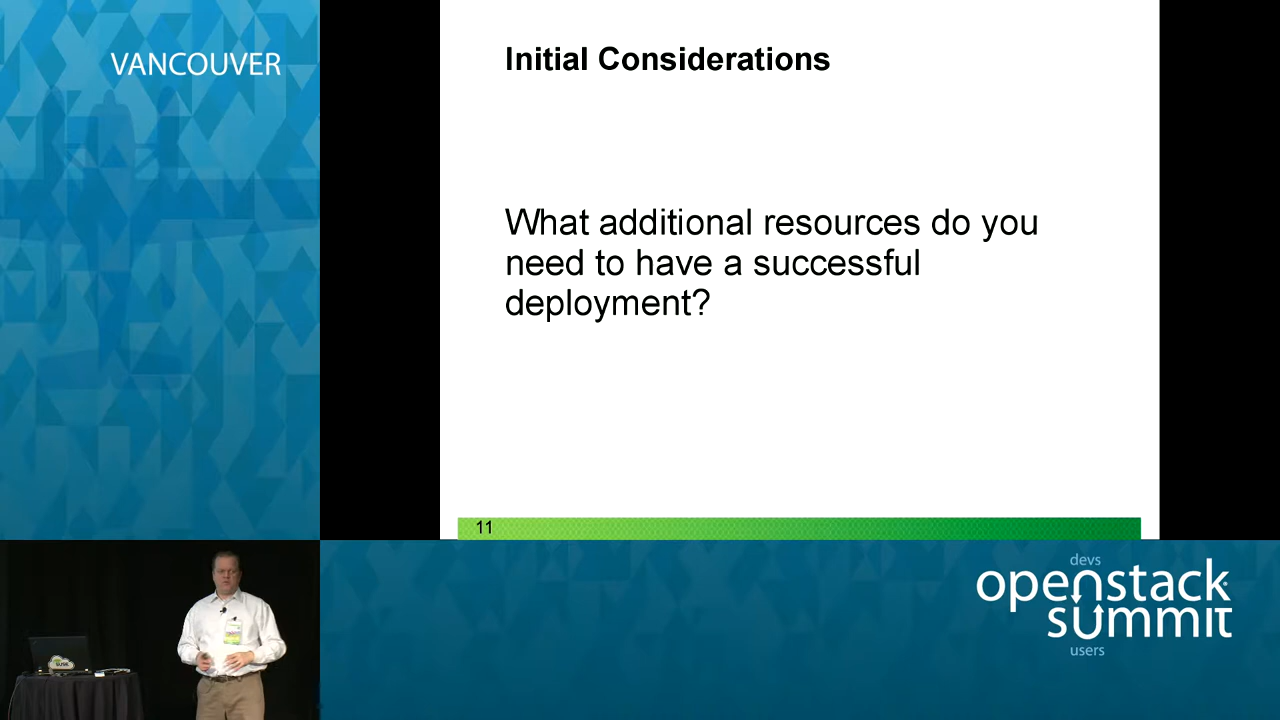 VANCOUVER
Initial Considerations
What additional resources do you
need to have a successful
deployment?
11
devs
openstack
summit
users